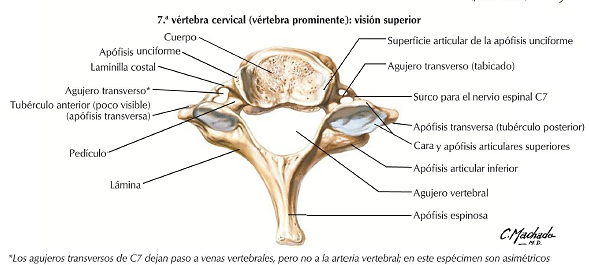 7.ª vértebra cervical (vértebra prominente): visión superior
Cuerpo
Apófisis unciforme
Laminilla costal
Agujero transverso*
Tubérculo anterior (poco visible)
(apófisis transversa)
Pedículo
Lámina
Superficie articular de la apófisis unciforme
Agujero transverso (tabicado)
Surco para el nervio espinal C7
Apófisis transversa (tubérculo posterior)
Cara y apófisis articulares superiores
Apófisis articular inferior
Agujero vertebral
Apófisis espinosa
C.Machado
M.D.
*Los agujeros transversos de C7 dejan paso a venas vertebrales, pero no a la arteria vertebral; en este espécimen son asimétricos